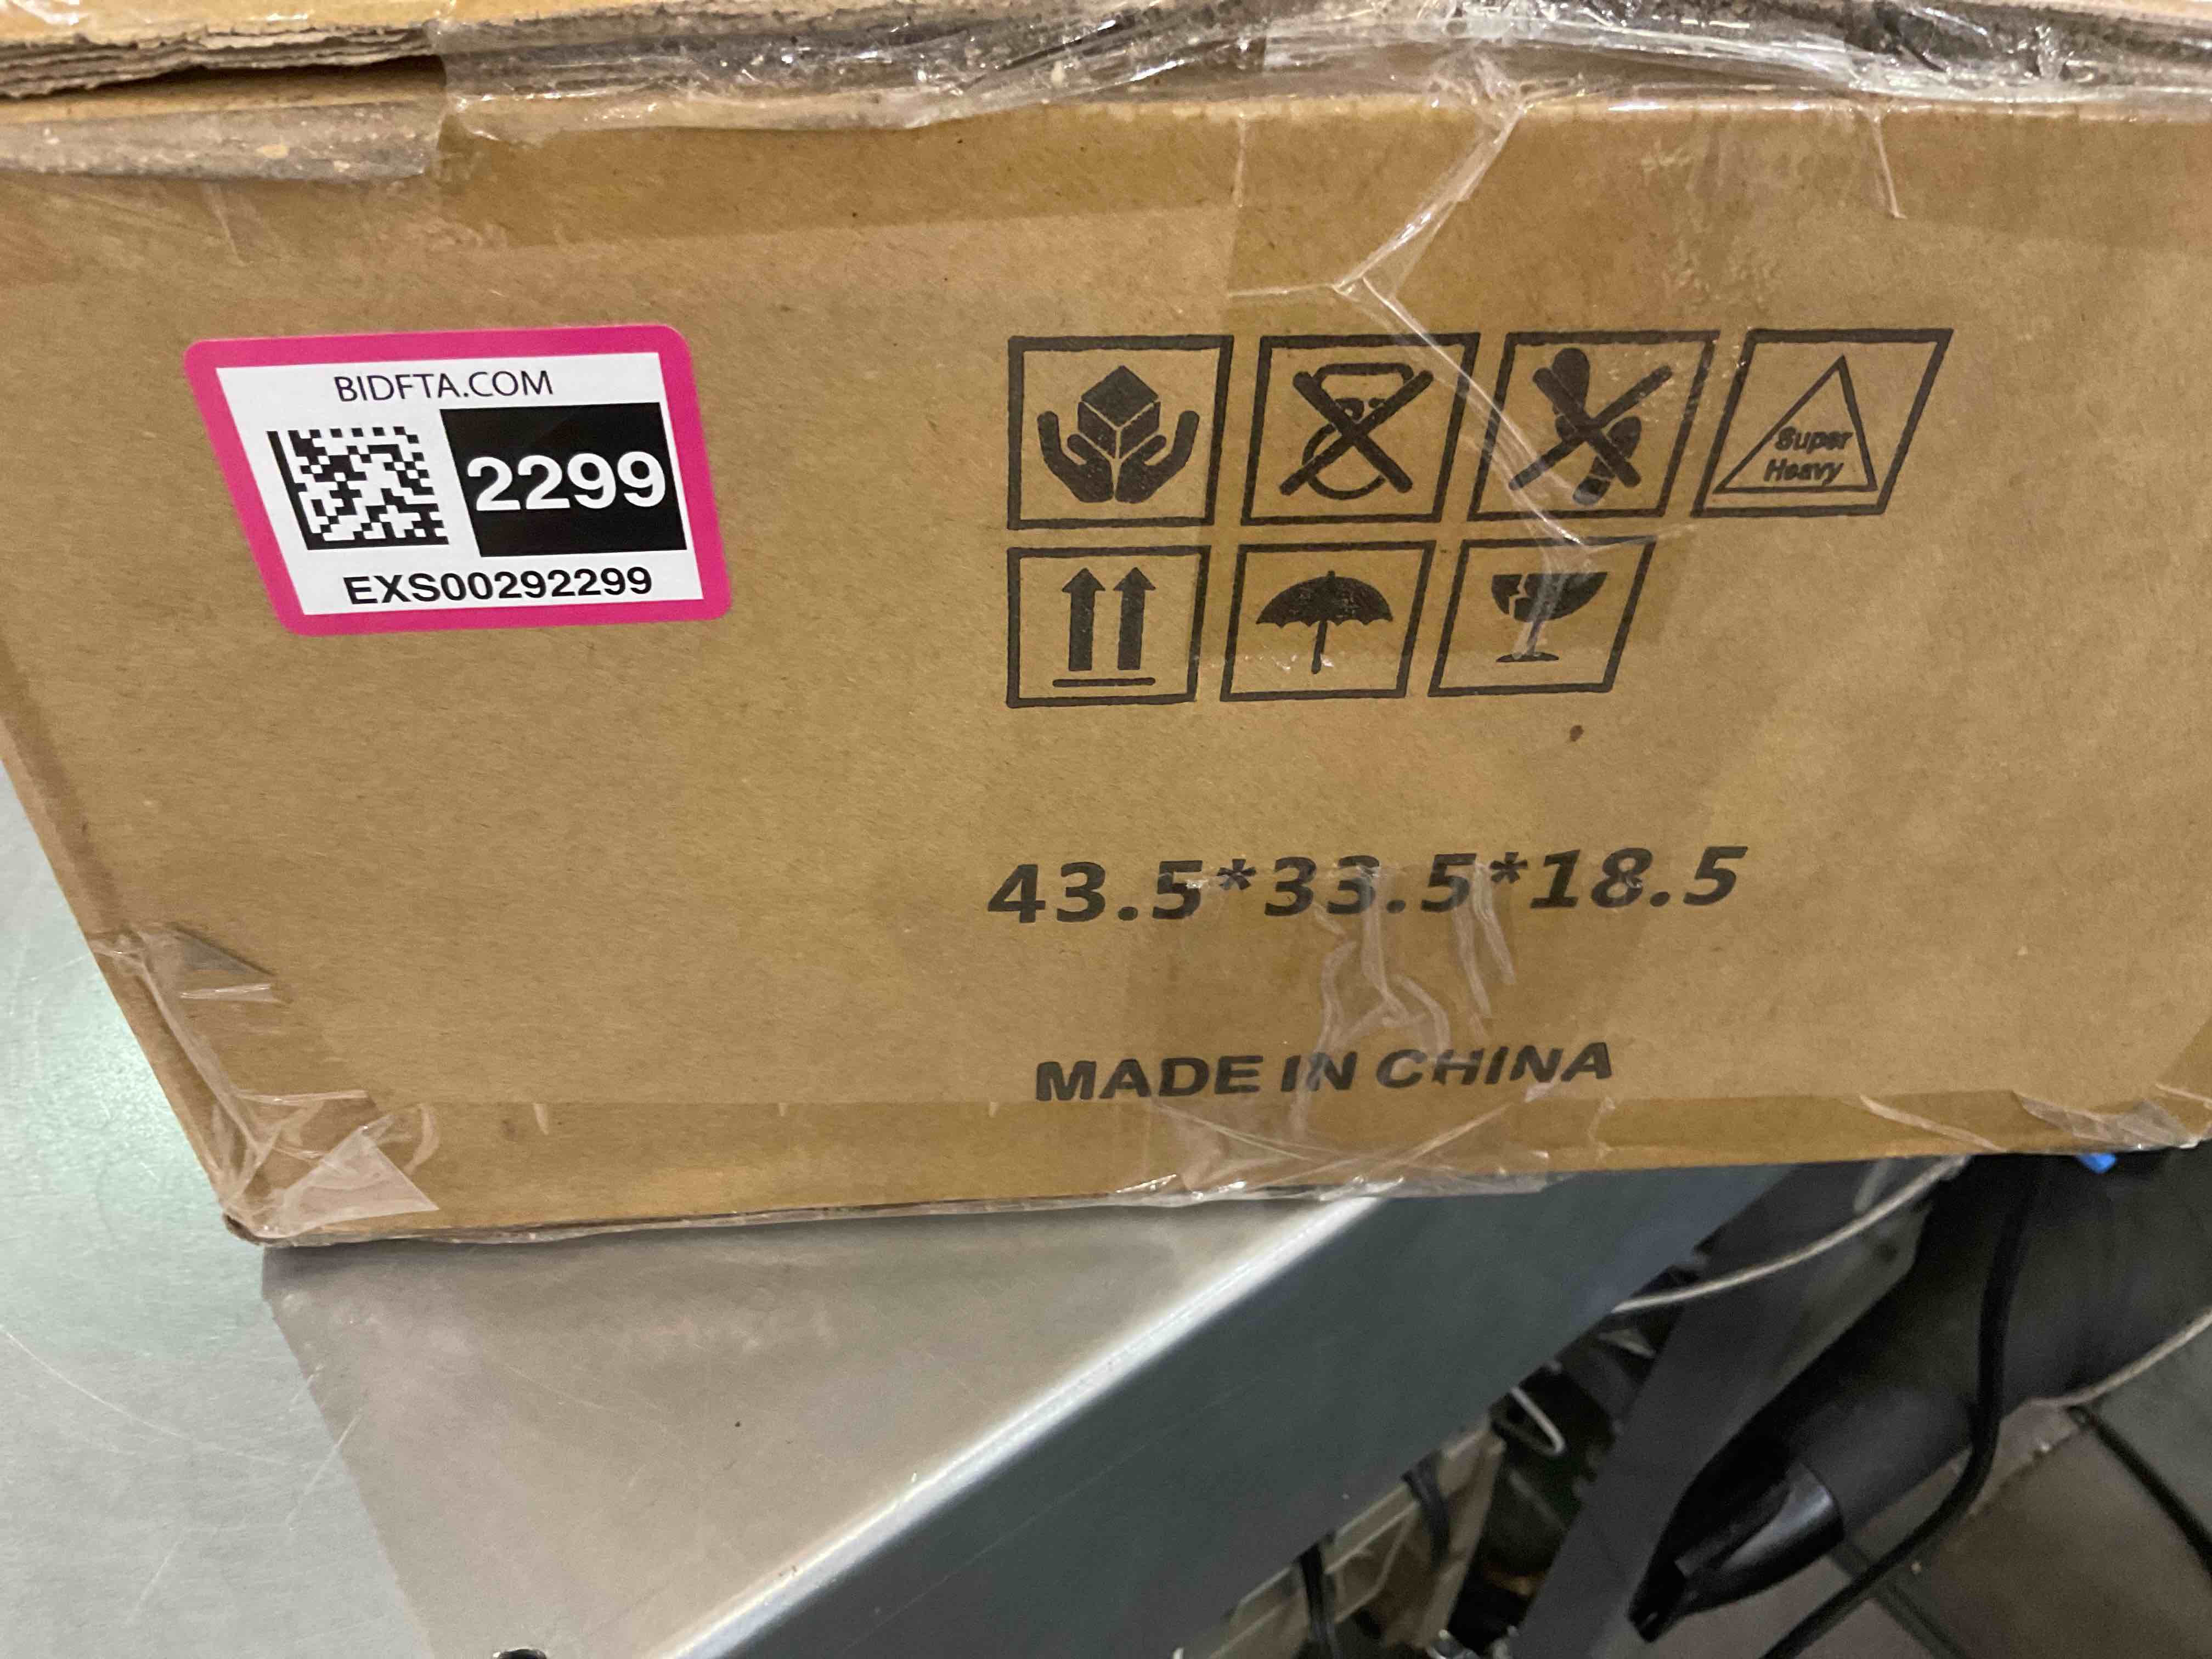 BIDFTA.COM
2299
EXS00292299
Super
Heavy
43.5*33.5*18.5
MADE IN CHINA